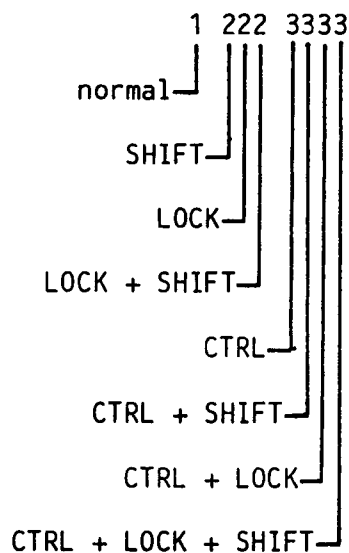 1 222 3333
normal
SHIFT
LOCK
LOCK + SHIFT
CTRL
CTRL + SHIFT
CTRL + LOCK
CTRL + LOCK + SHIFT